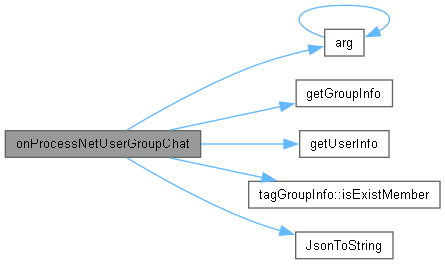 arg
getGroupInfo
onProcessNetUserGroupChat
getUserInfo
tagGroupInfo::isExistMember
JsonToString